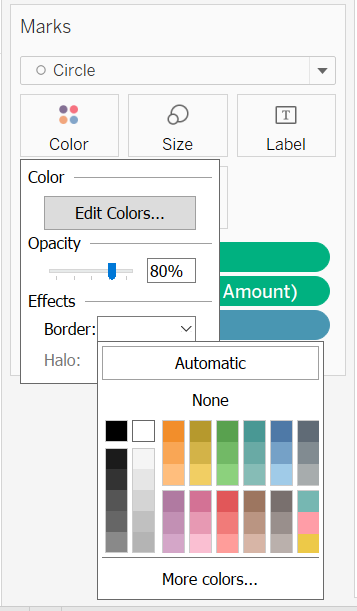 Marks
Circle
Color
Size
Label
Color
Edit Colors...
Opacity
80%
Effects
Amount)
Border:
Halo:
Automatic
None
More colors...